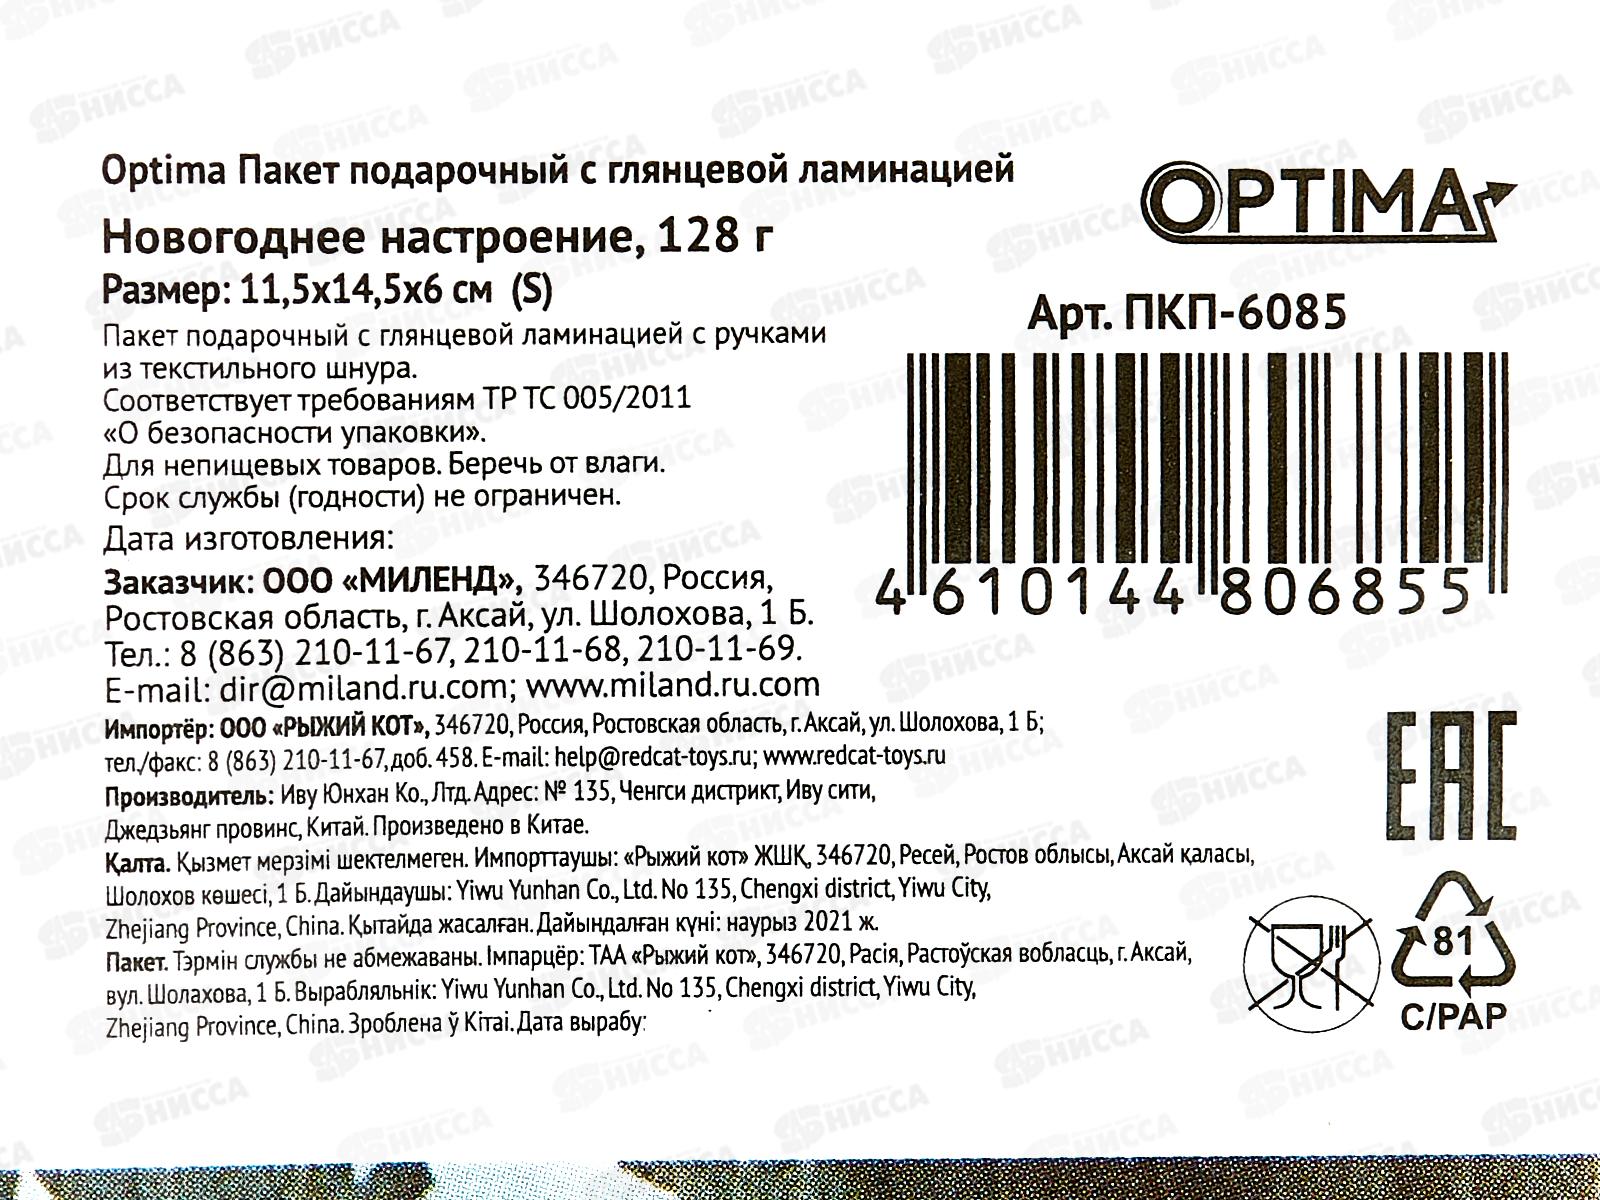 Optima Пакет подарочный с глянцевой ламинацией
Новогоднее настроение, 128 г
Размер: 11,5х14,5х6 см (S)
Пакет подарочный с глянцевой ламинацией с ручками
из текстильного шнура.
Соответствует требованиям ТР ТС 005/2011
«О безопасности упаковки».
Для непищевых товаров. Беречь от влаги.
Срок службы (годности) не ограничен.
Дата изготовления:
Заказчик: ООО «МИЛЕНД», 346720, Россия,
Ростовская область, г. Аксай, ул. Шолохова, 1 Б.
Тел.: 8 (863) 210-11-67, 210-11-68, 210-11-69.
E-mail: dir@miland.ru.com; www.miland.ru.com
Импортёр: ООО «РЫЖИЙ КОТ», 346720, Россия, Ростовская область, г. Аксай, ул. Шолохова, 1 Б;
тел./факс: 8 (863) 210-11-67, доб. 458. E-mail: help@redcat-toys.ru; www.redcat-toys.ru
Производитель: Иву Юнхан Ко., Лтд. Адрес: № 135, Ченгси дистрикт, Иву сити,
Джедзьянг провинс, Китай. Произведено в Китае.
Қалта. Қызмет мерзімі шектелмеген. Импорттаушы: «Рыжий кот» ЖШҚ, 346720, Ресей, Ростов облысы, Аксай қаласы,
Шолохов көшесі, 1 Б. Дайындаушы: Yiwu Yunhan Co., Ltd. No 135, Chengxi district, Yiwu City,
Zhejiang Province, China. Қытайда жасалған. Дайындалған күні: наурыз 2021 ж.
Пакет. Тэрмін службы не абмежаваны. Імпарцёр: ТАА «Рыжий кот», 346720, Расія, Растоўская вобласць, г. Аксай,
вул. Шолахова, 1 Б. Вырабляльнік: Yiwu Yunhan Co., Ltd. No 135, Chengxi district, Yiwu City,
Zhejiang Province, China. Зроблена ў Кітаі. Дата вырабу:
OPTIMA
Арт. ПКП-6085
4 610144 806855
EAC
81
C/PAP
НИССА